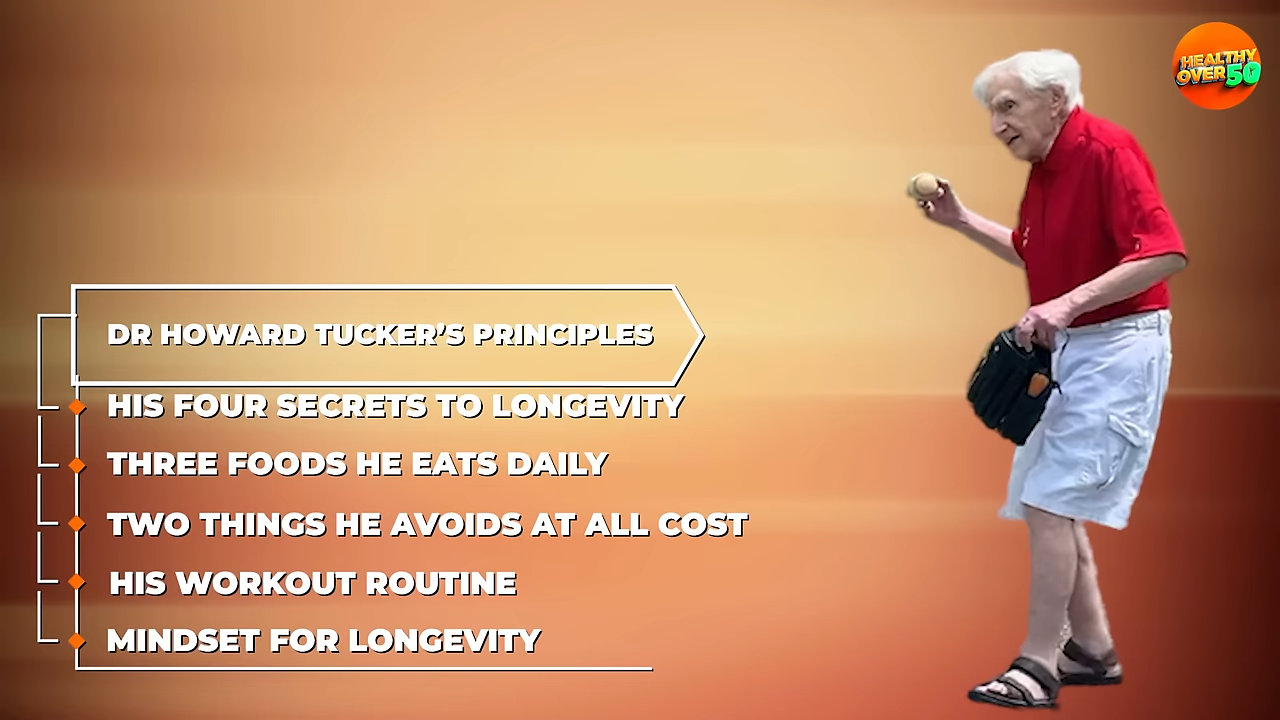 HEALTHY
OVER 50
DR HOWARD TUCKER'S PRINCIPLES
HIS FOUR SECRETS TO LONGEVITY
THREE FOODS HE EATS DAILY
TWO THINGS HE AVOIDS AT ALL COST
HIS WORKOUT ROUTINE
MINDSET FOR LONGEVITY